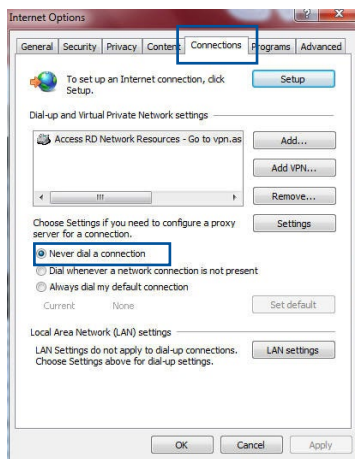 Internet Options
General Security Privacy Content Connections Programs Advanced
To set up an Internet connection, click
Setup.
Setup
Dial-up and Virtual Private Network settings
Access RD Network Resources - Go to vpn.as
Add...
Add VPN...
Remove...
Choose Settings if you need to configure a proxy
server for a connection.
Settings
Never dial a connection
Dial whenever a network connection is not present
Always dial my default connection
Current None
Set default
Local Area Network (LAN) settings
LAN Settings do not apply to dial-up connections.
Choose Settings above for dial-up settings.
LAN settings
OK Cancel Apply